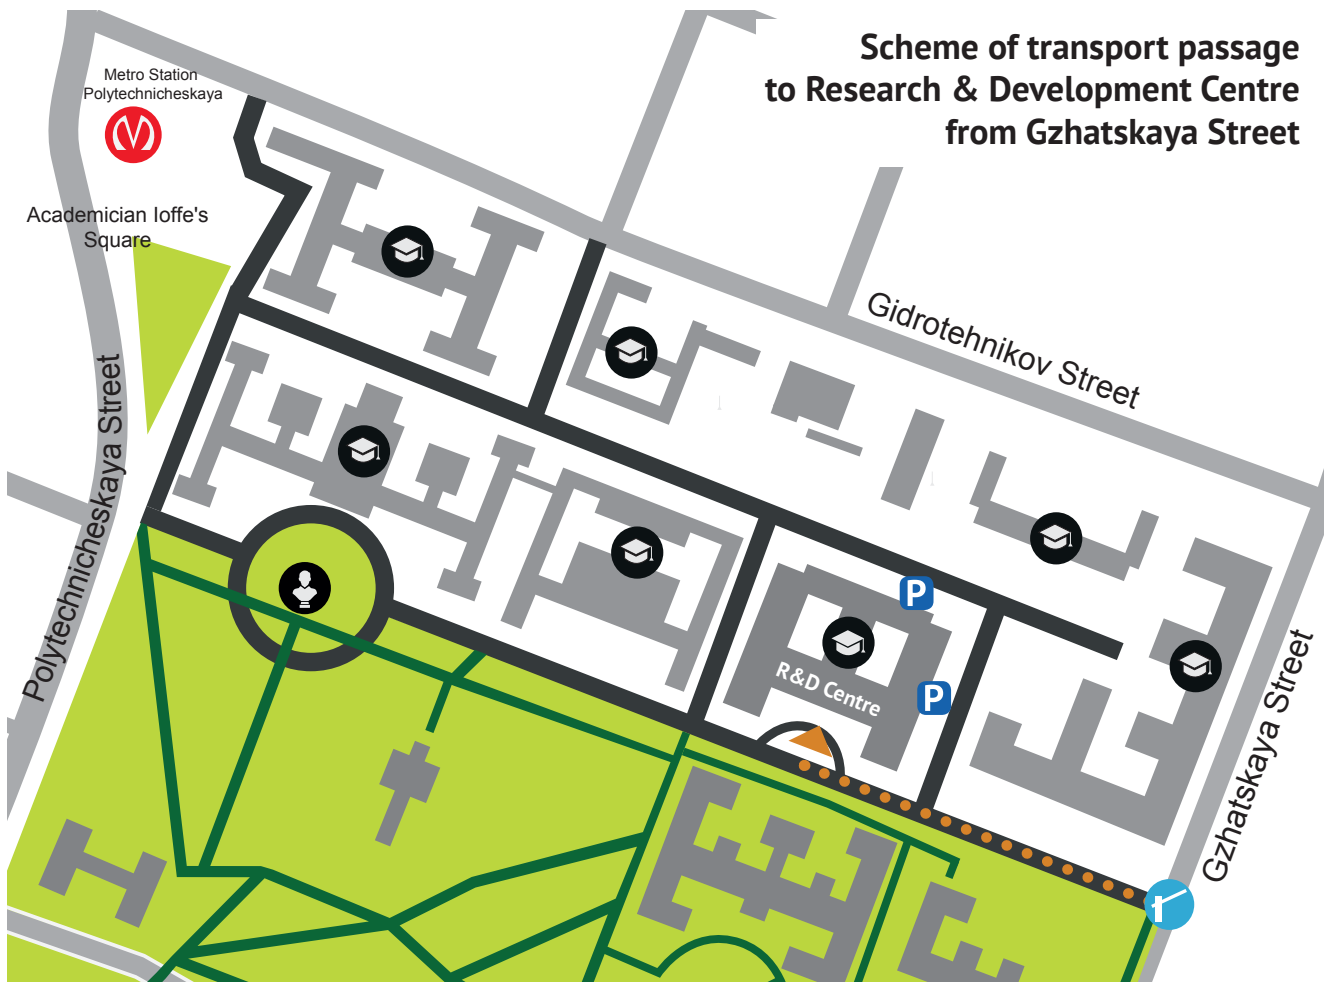 Scheme of transport passage
to Research & Development Centre
from Gzhatskaya Street
Metro Station
Polytechnicheskaya
Academician Ioffe's
Square
Gidrotehnikov Street
Polytechnicheskaya Street
P
R&D Centre
P
Gzhatskaya Street